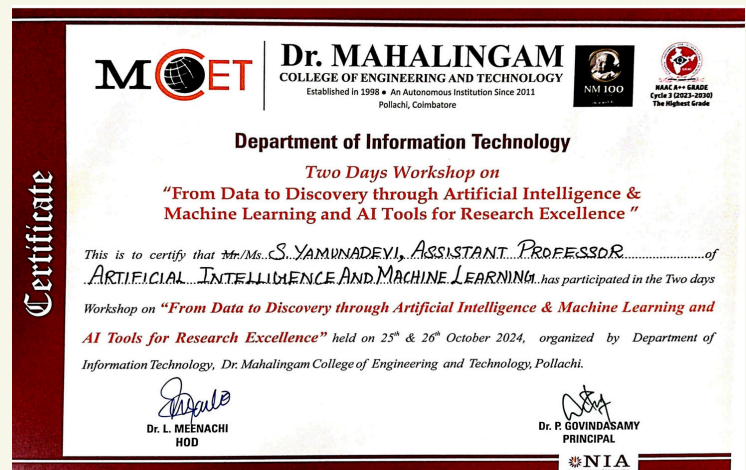 MCET
Dr. MAHALINGAM
COLLEGE OF ENGINEERING AND TECHNOLOGY
Established in 1998 ● An Autonomous Institution Since 2011
Pollachi, Coimbatore
NM 100
NAAC A++ GRADE
Cycle 3 (2023-2030)
The Highest Grade
Department of Information Technology
Two Days Workshop on
“From Data to Discovery through Artificial Intelligence &
Machine Learning and AI Tools for Research Excellence ”
Certificate
This is to certify that Mr./Ms. S. YAMUNADEVI, ASSISTANT PROFESSOR of
ARTIFICIAL INTELLIGENCE AND MACHINE LEARNING has participated in the Two days
Workshop on “From Data to Discovery through Artificial Intelligence & Machine Learning and
AI Tools for Research Excellence” held on 25th & 26th October 2024, organized by Department of
Information Technology, Dr. Mahalingam College of Engineering and Technology, Pollachi.
Dr. L. MEENACHI
HOD
Dr. P. GOVINDASAMY
PRINCIPAL
NIA